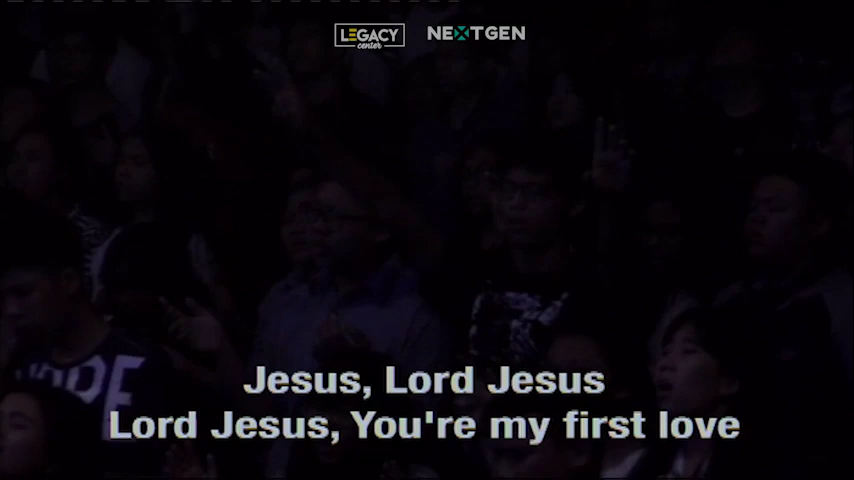 LEGACY center NEXTGEN
Jesus, Lord Jesus
Lord Jesus, You're my first love